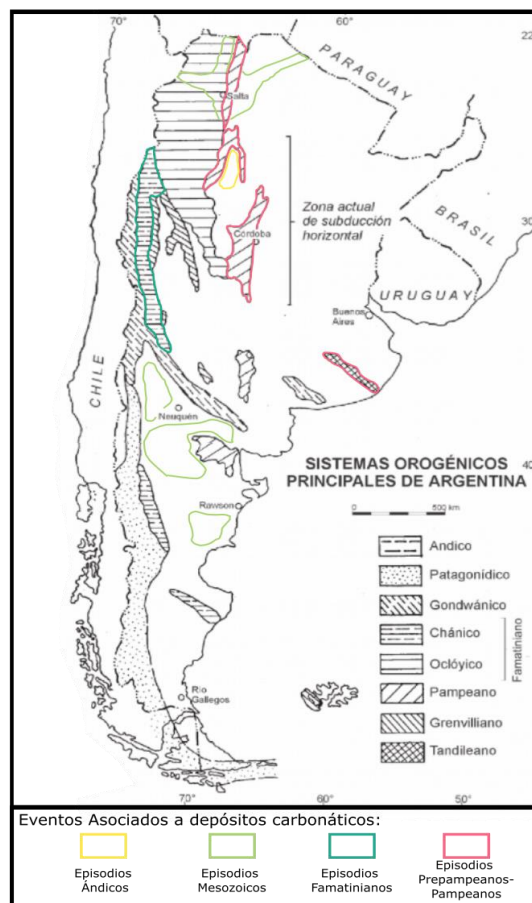 70°
60°
22
PARAGUAY
Salta
Zona actual
de subducción
horizontal
BRASIL
30
Córdoba
URUGUAY
Buenos
Aires
CHILE
Neuquén
40
SISTEMAS OROGÉNICOS
PRINCIPALES DE ARGENTINA
Rawson
0
500 km
Andico
Patagonídico
Gondwánico
Chánico
Oclóyico
Famatiniano
Pampeano
Grenvilliano
Tandileano
Río
Gallegos
70°
60°
50°
Eventos Asociados a depósitos carbonáticos:
Episodios
Ándicos
Episodios
Mesozoicos
Episodios
Famatinianos
Episodios
Prepampeanos-
Pampeanos